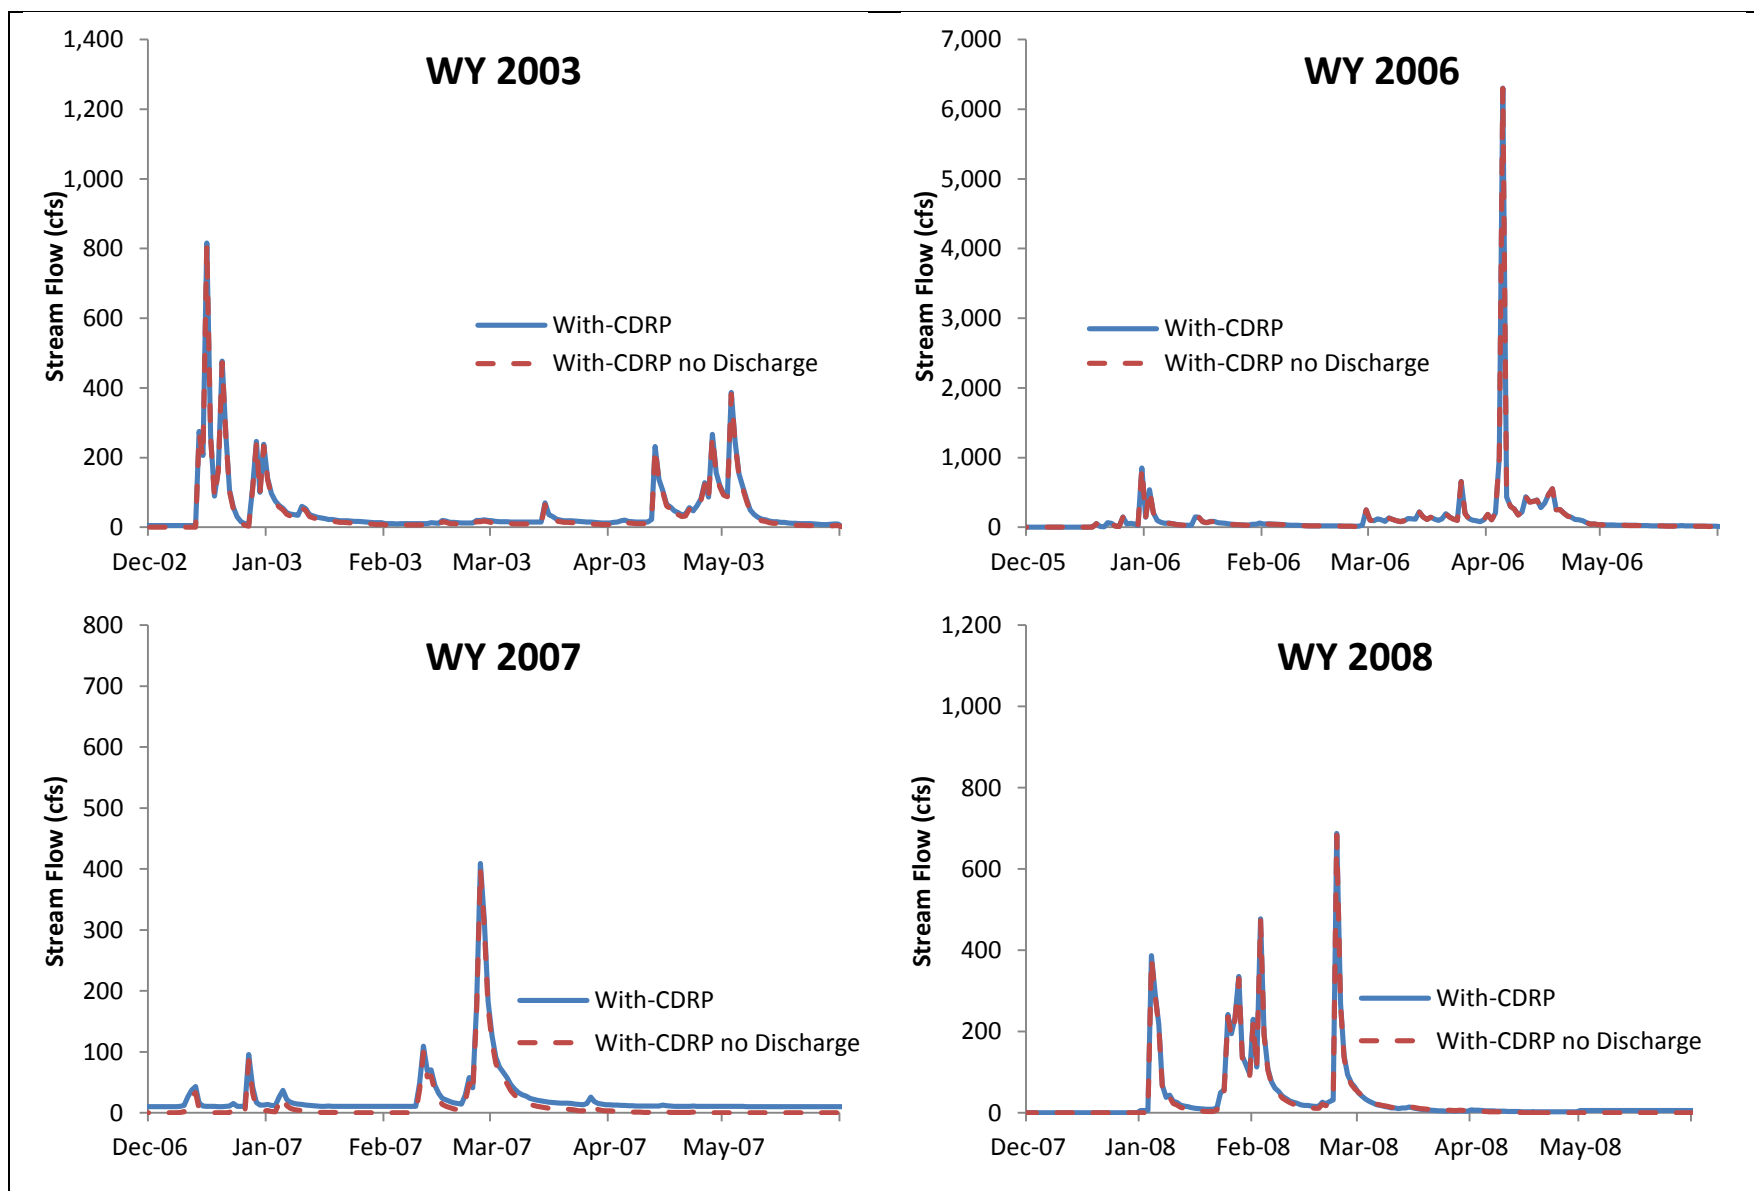 WY 2003
1,400
1,200
1,000
800
600
400
200
0
Stream Flow (cfs)
With-CDRP
With-CDRP no Discharge
Dec-02 Jan-03 Feb-03 Mar-03 Apr-03 May-03
WY 2006
7,000
6,000
5,000
4,000
3,000
2,000
1,000
0
Stream Flow (cfs)
With-CDRP
With-CDRP no Discharge
Dec-05 Jan-06 Feb-06 Mar-06 Apr-06 May-06
WY 2007
800
700
600
500
400
300
200
100
0
Stream Flow (cfs)
With-CDRP
With-CDRP no Discharge
Dec-06 Jan-07 Feb-07 Mar-07 Apr-07 May-07
WY 2008
1,200
1,000
800
600
400
200
0
Stream Flow (cfs)
With-CDRP
With-CDRP no Discharge
Dec-07 Jan-08 Feb-08 Mar-08 Apr-08 May-08